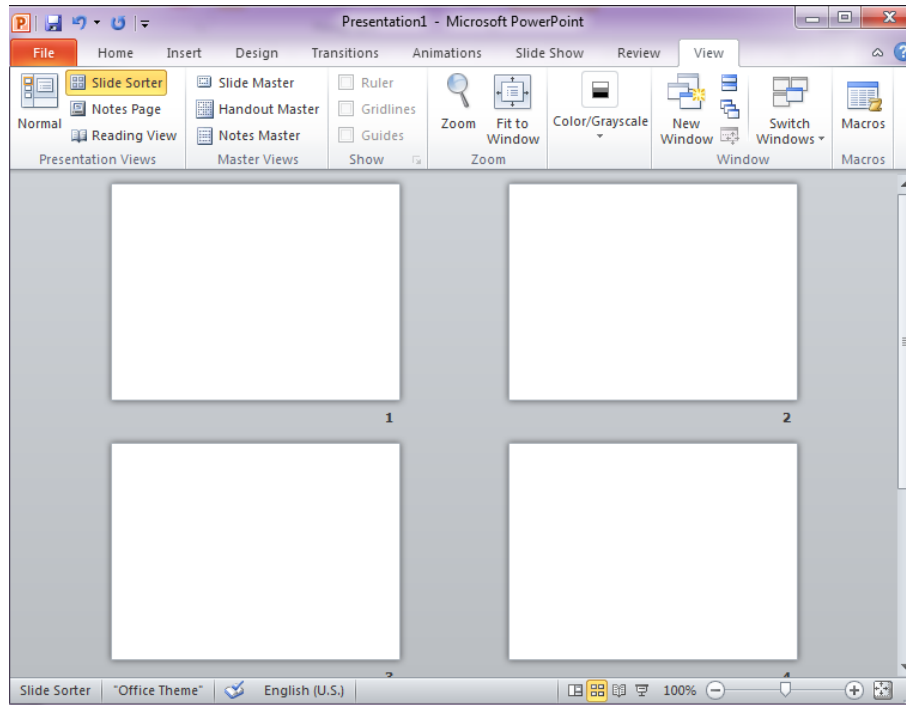 Presentation1 - Microsoft PowerPoint
File Home Insert Design Transitions Animations Slide Show Review View
Normal
Slide Sorter
Notes Page
Reading View
Presentation Views
Slide Master
Handout Master
Notes Master
Master Views
Ruler
Gridlines
Guides
Show
Zoom
Fit to
Window
Zoom
Color/Grayscale
New
Window
Switch
Windows
Window
Macros
Macros
1
2
3
4
Slide Sorter "Office Theme" English (U.S.) 100%